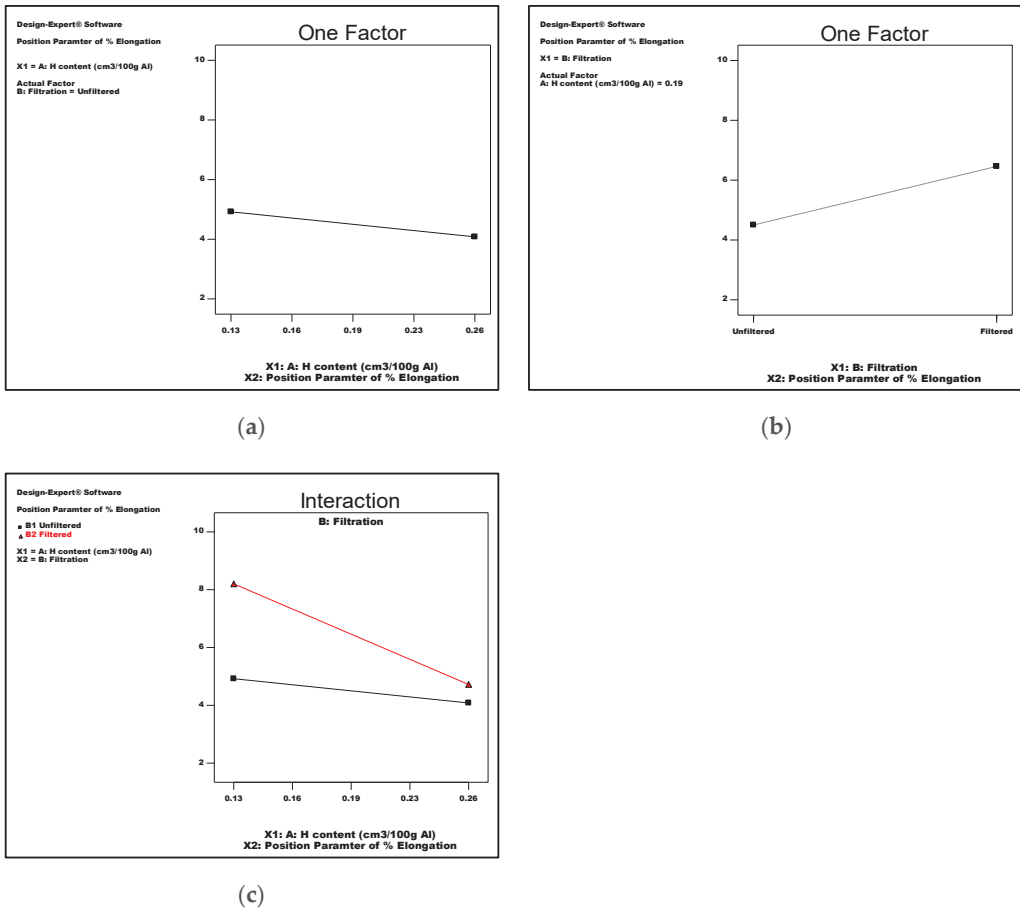 Design-Expert® Software
Position Paramter of % Elongation
X1 = A: H content (cm3/100g Al)
Actual Factor
B: Filtration = Unfiltered
One Factor
10
8
6
4
2
0.13 0.16 0.19 0.23 0.26
X1: A: H content (cm3/100g Al)
X2: Position Paramter of % Elongation
(a)
Design-Expert® Software
Position Paramter of % Elongation
X1 = B: Filtration
Actual Factor
A: H content (cm3/100g Al) = 0.19
One Factor
10
8
6
4
2
Unfiltered Filtered
X1: B: Filtration
X2: Position Paramter of % Elongation
(b)
Design-Expert® Software
Position Paramter of % Elongation
B1 Unfiltered
B2 Filtered
X1 = A: H content (cm3/100g Al)
X2 = B: Filtration
Interaction
B: Filtration
10
8
6
4
2
0.13 0.16 0.19 0.23 0.26
X1: A: H content (cm3/100g Al)
X2: Position Paramter of % Elongation
(c)